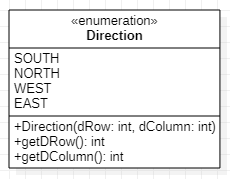 «enumeration»
Direction
SOUTH
NORTH
WEST
EAST
+Direction(dRow: int, dColumn: int)
+getDRow(): int
+getDColumn(): int